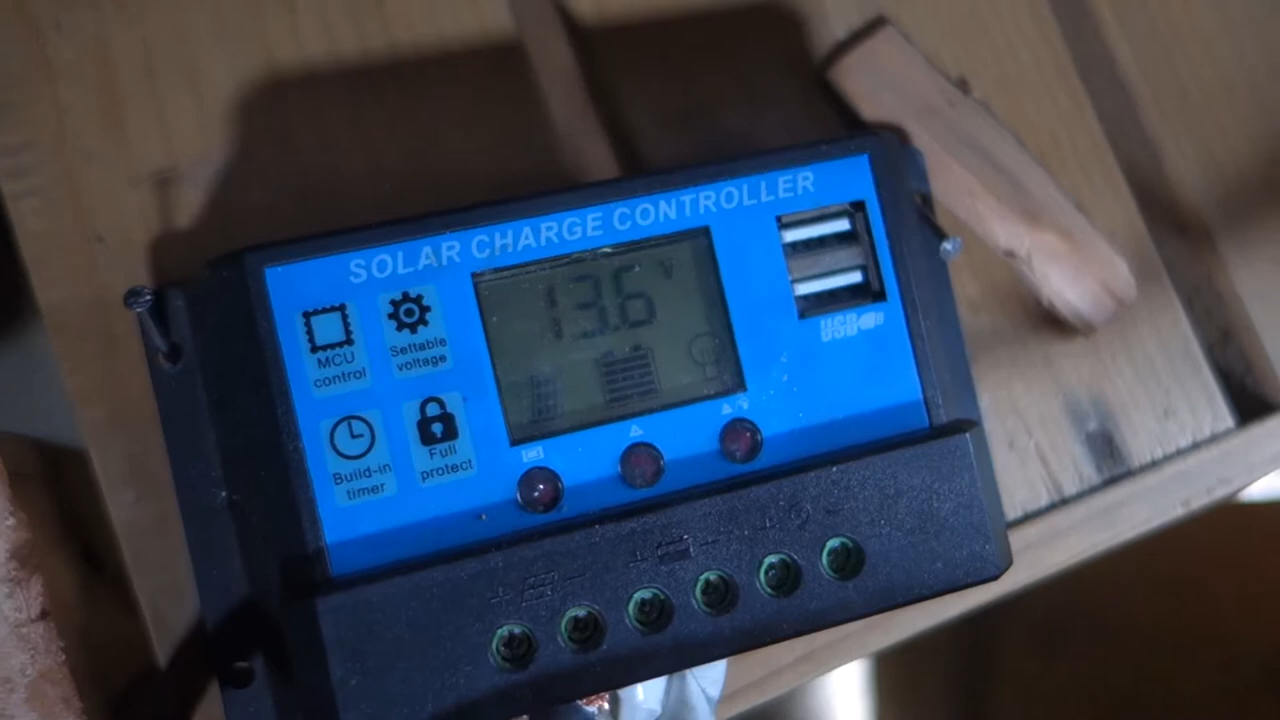 SOLAR CHARGE CONTROLLER
13.6 V
MCU
control
Settable
voltage
USB
Build-in
timer
Full
protect
+ -
+ -
+ -